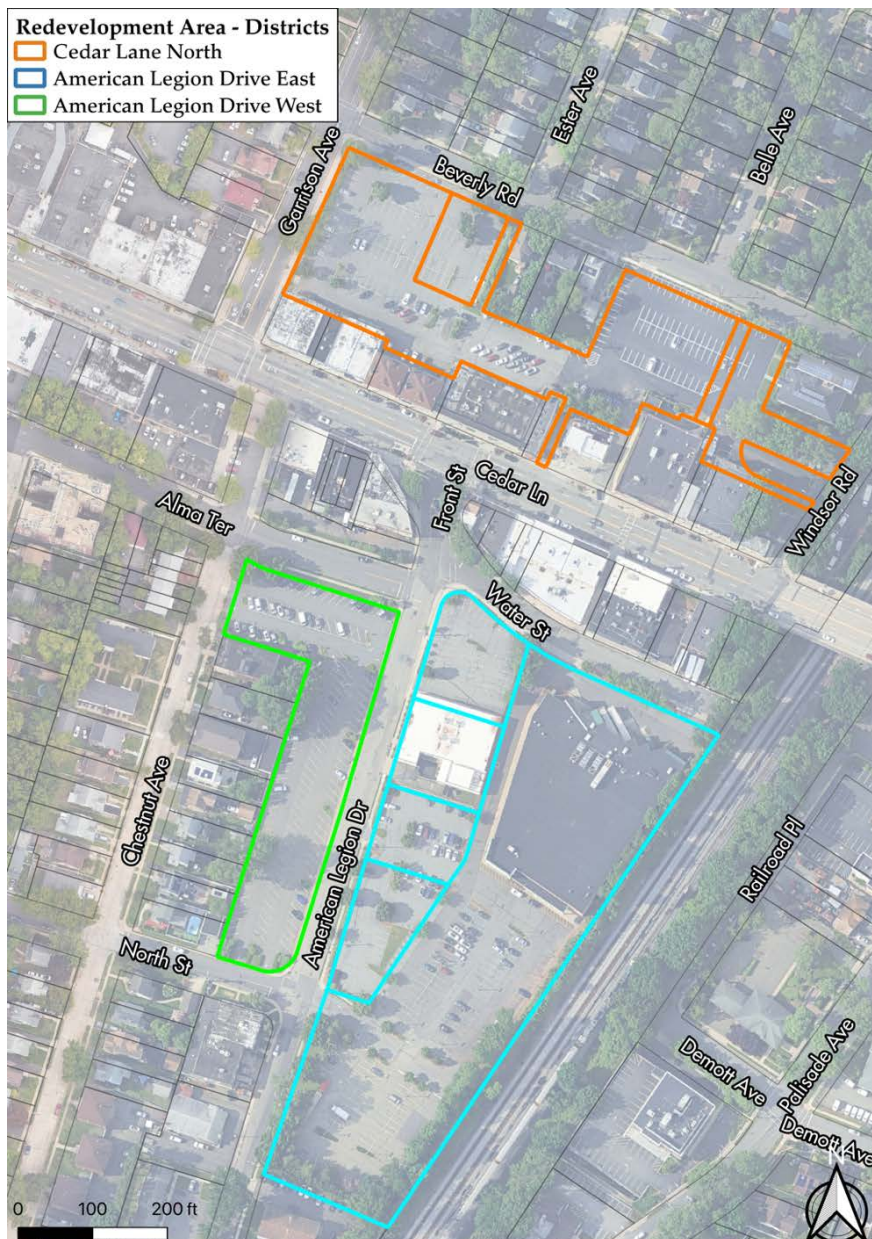 Redevelopment Area - Districts
Cedar Lane North
American Legion Drive East
American Legion Drive West
Garrison Ave
Beverly Rd
Ester Ave
Belle Ave
Alma Ter
Front St
Cedar Ln
Windsor Rd
Water St
Chestnut Ave
American Legion Dr
Railroad Pl
North St
Demott Ave
Palisade Ave
Demott Ave
N
0 100 200 ft